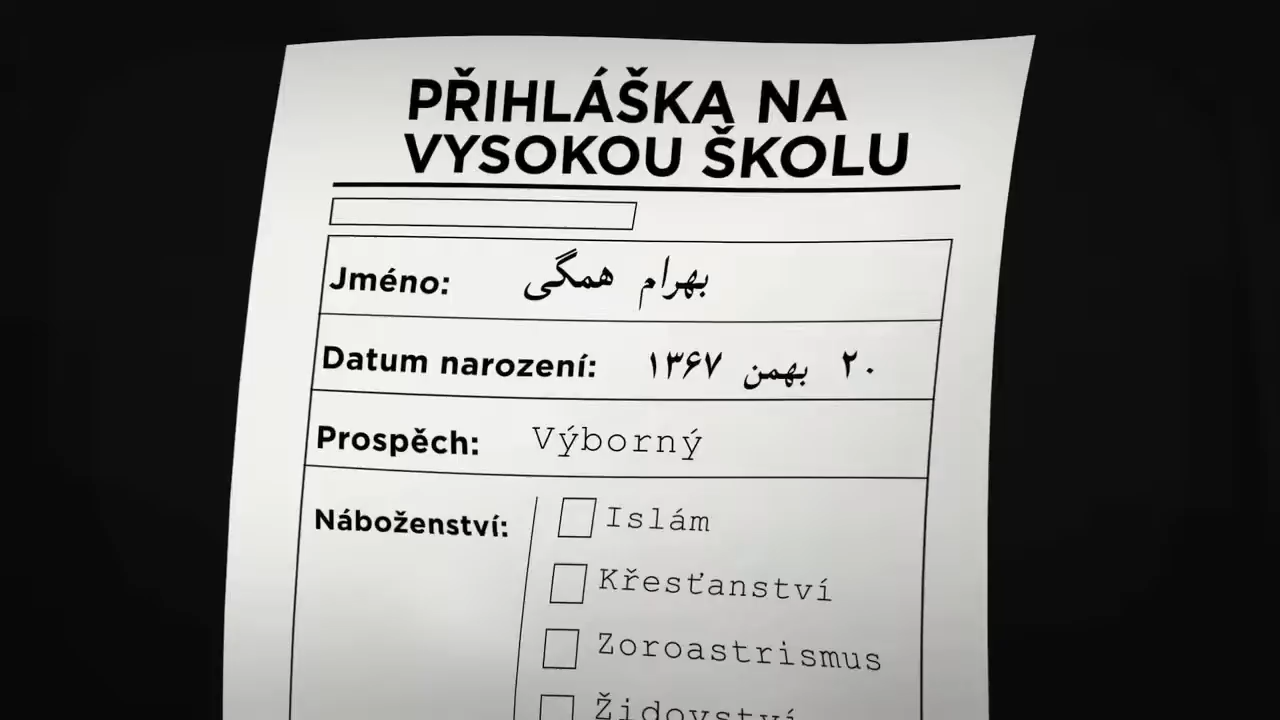 PŘIHLÁŠKA NA
VYSOKOU ŠKOLU
Jméno: بهرام همگی
Datum narození: ۲۰ بهمن ۱۳۶۷
Prospěch: Výborný
Náboženství: Islám
Křesťanství
Zoroastrismus
Židovství